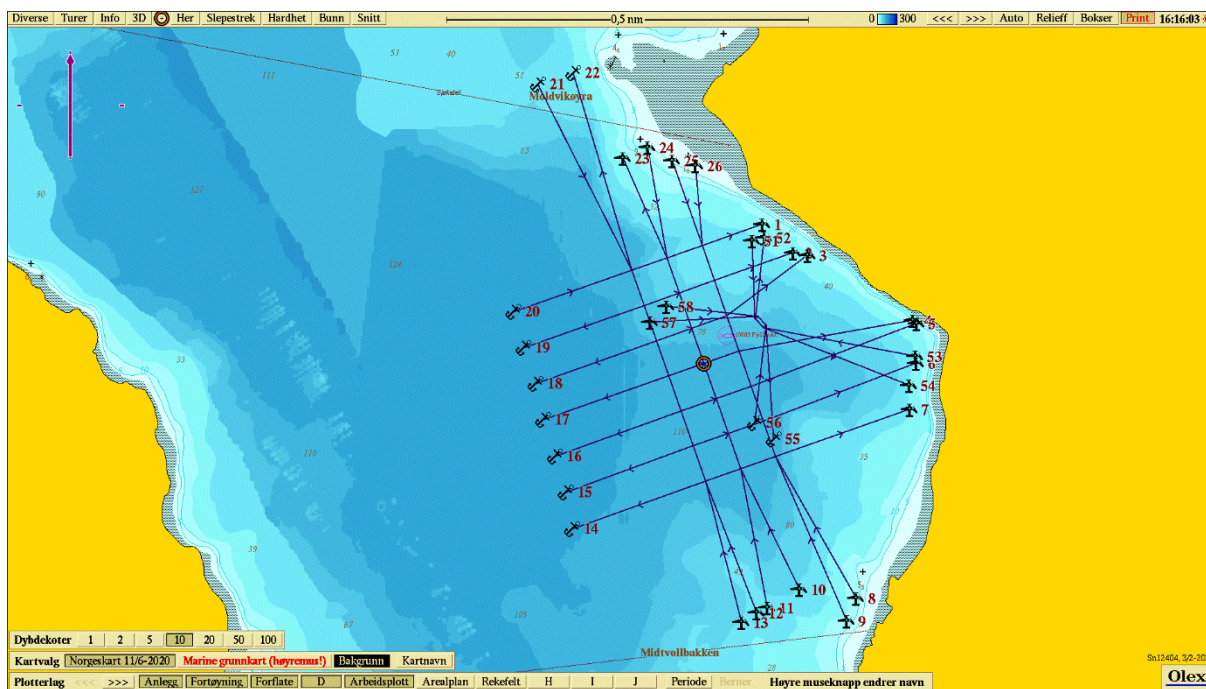 Diverse Turer Info 3D Her Slepestrek Hardhet Bunn Snitt 0,5 nm 0 300 <<< >>> Auto Relieff Bokser Print 16:16:03
53 40 51 21 22
111 Moldvikøyra
83 23 24 25 26
90 127
1
51 52
3
124 40
20 58
57 5
19 78
53
33 18 6
54
17 7
116 56
55
110 16 35
15 10
14 80
39
10
8
105 11
12
67 13 9
Midtvollbakken
28
Dybdekoter 1 2 5 10 20 50 100
Kartvalg Norgeskart 11/6-2020 Marine grunnkart (høyremus!) Bakgrunn Kartnavn
Plotterlag <<< >>> Anlegg Fortøyning Forflate D Arbeidsplott Arealplan Rekefelt H I J Periode Berner Høyre museknapp endrer navn Olex